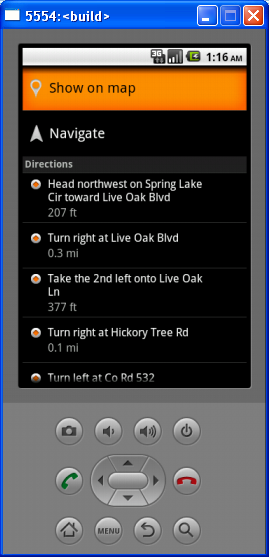 5554:<build>
3G
1:16 AM
Show on map
Navigate
Directions
Head northwest on Spring Lake
Cir toward Live Oak Blvd
207 ft
Turn right at Live Oak Blvd
0.3 mi
Take the 2nd left onto Live Oak
Ln
377 ft
Turn right at Hickory Tree Rd
0.1 mi
Turn left at Co Rd 532
MENU